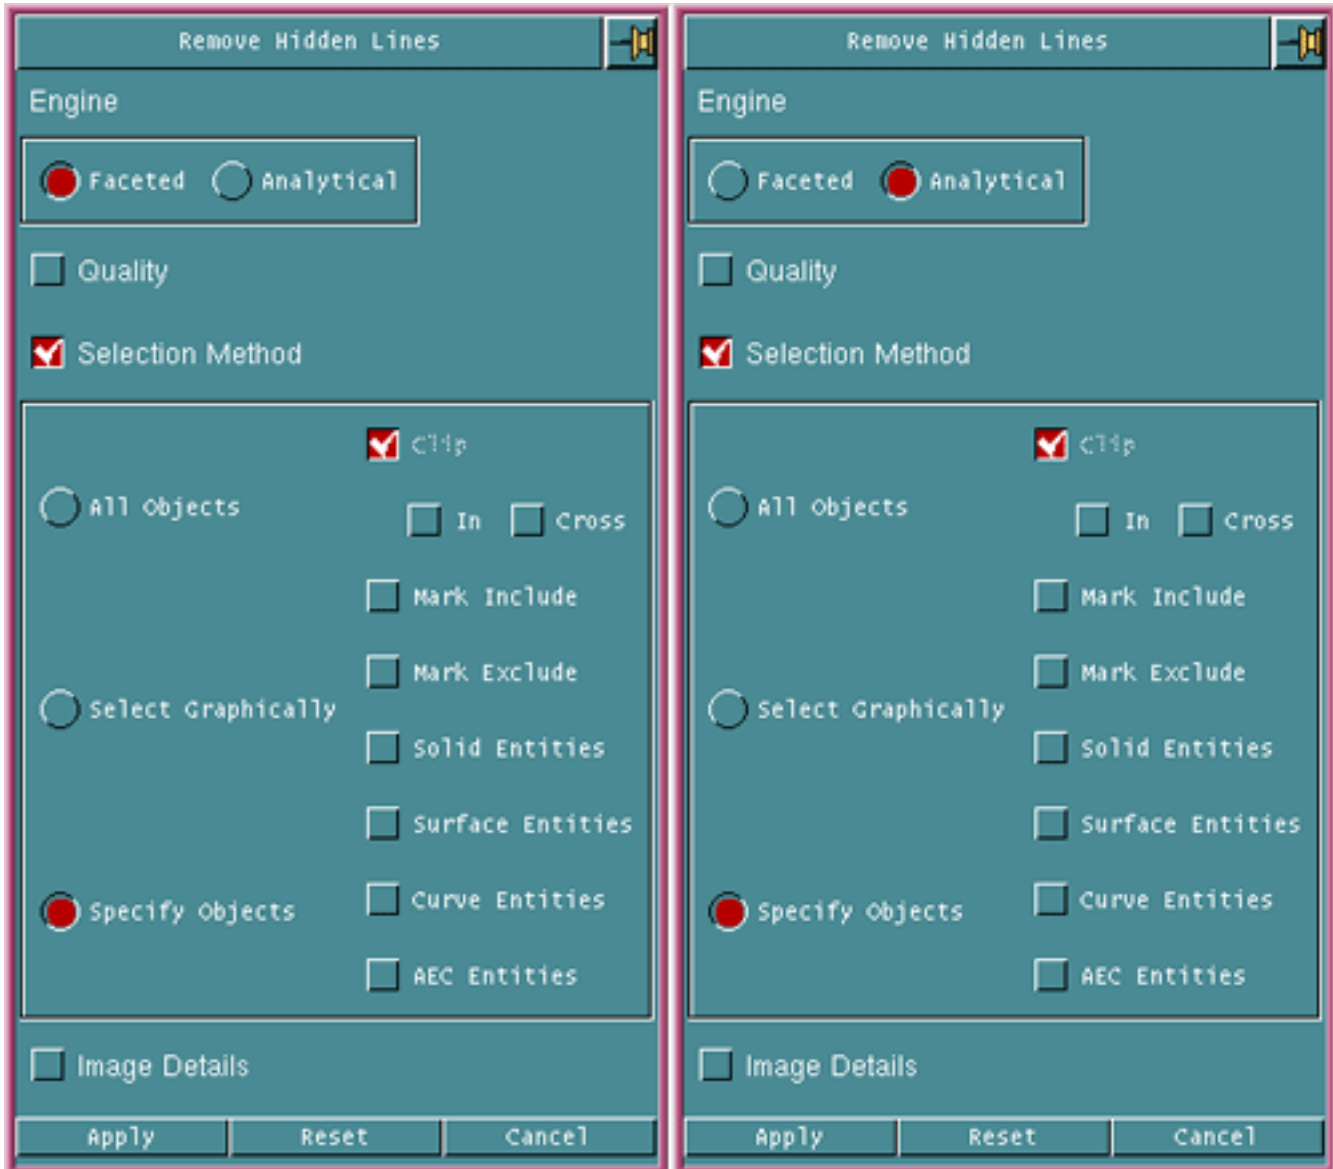 Remove Hidden Lines
Engine
Faceted Analytical
Quality
Selection Method
Clip
All Objects
In Cross
Mark Include
Mark Exclude
Select Graphically
Solid Entities
Surface Entities
Curve Entities
Specify Objects
AEC Entities
Image Details
Apply Reset Cancel
Remove Hidden Lines
Engine
Faceted Analytical
Quality
Selection Method
Clip
All Objects
In Cross
Mark Include
Mark Exclude
Select Graphically
Solid Entities
Surface Entities
Curve Entities
Specify Objects
AEC Entities
Image Details
Apply Reset Cancel